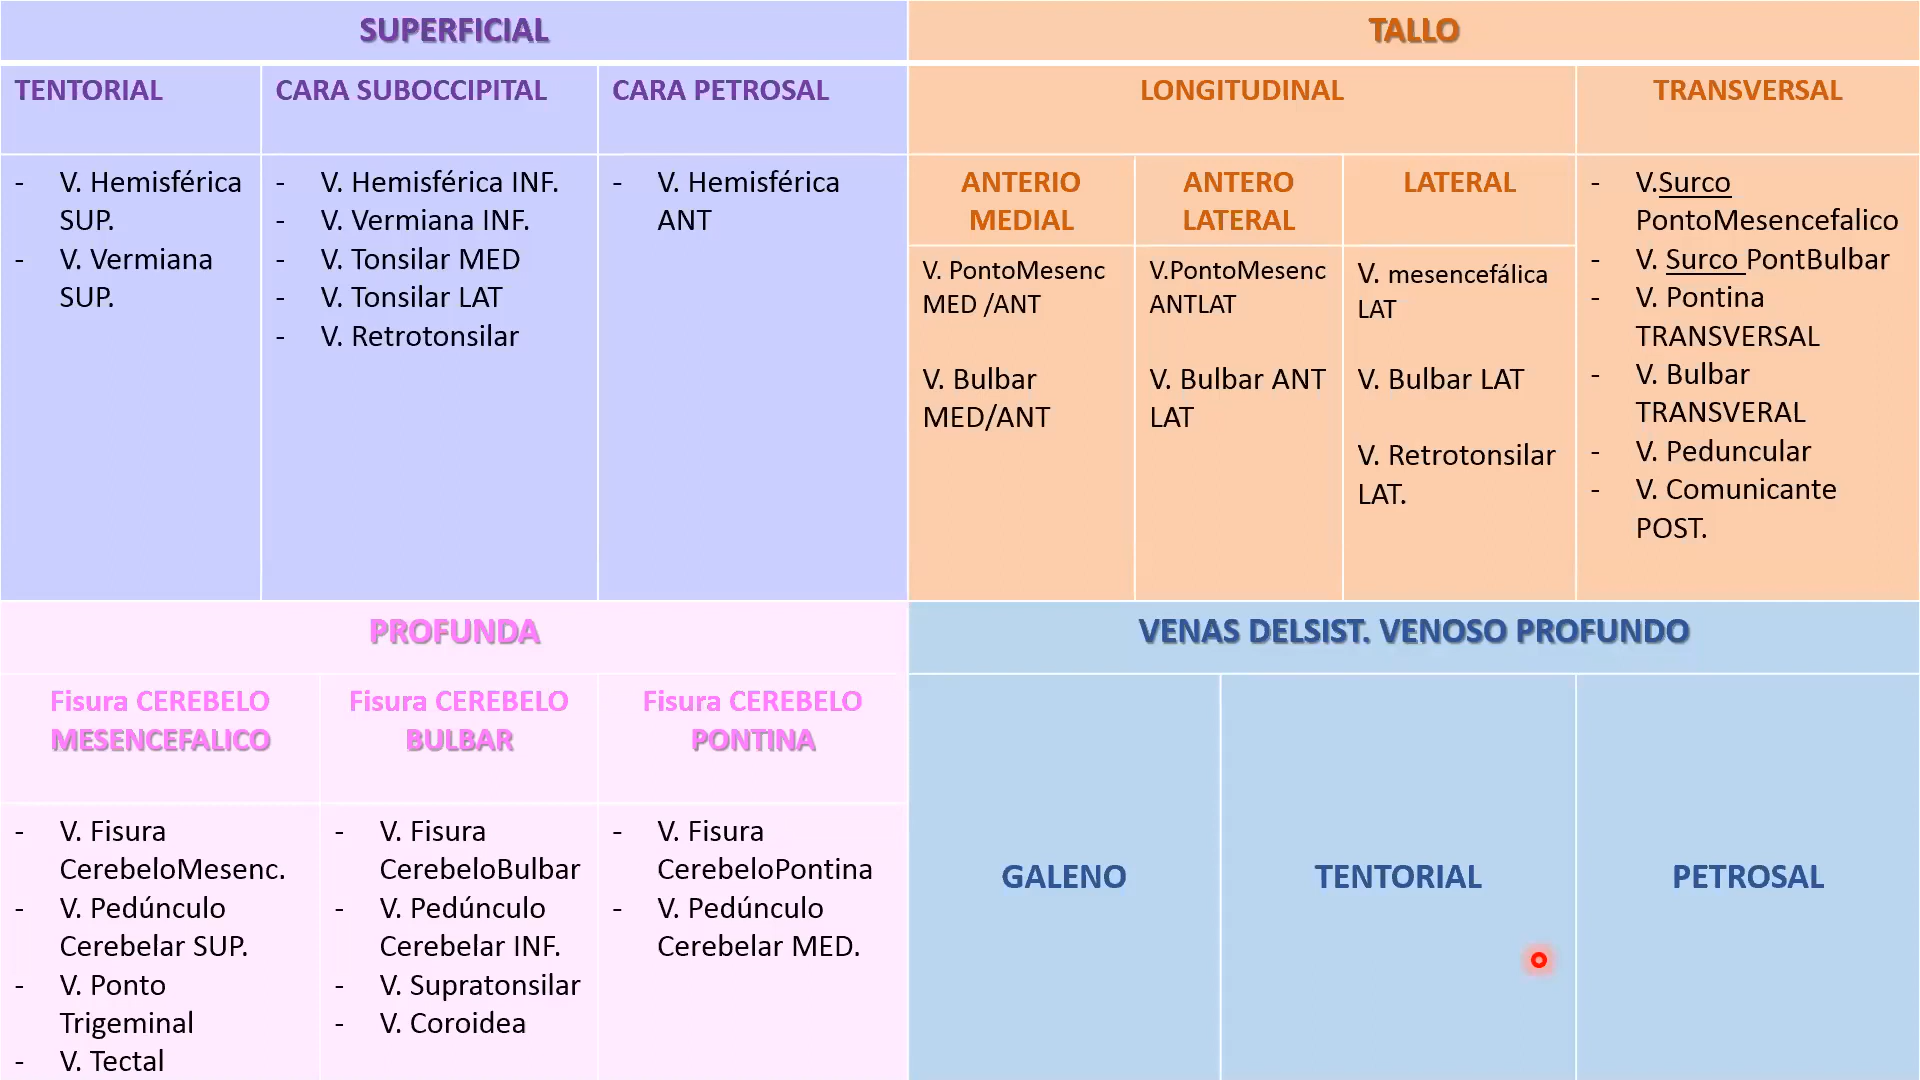 SUPERFICIAL
TENTORIAL
CARA SUBOCCIPITAL
CARA PETROSAL
- V. Hemisférica
SUP.
- V. Vermiana
SUP.
- V. Hemisférica INF.
- V. Vermiana INF.
- V. Tonsilar MED
- V. Tonsilar LAT
- V. Retrotonsilar
- V. Hemisférica
ANT
TALLO
LONGITUDINAL
TRANSVERSAL
ANTERIO
MEDIAL
ANTERO
LATERAL
LATERAL
V. PontoMesenc
MED /ANT
V. Bulbar
MED/ANT
V.PontoMesenc
ANTLAT
V. Bulbar ANT
LAT
V. mesencefálica
LAT
V. Bulbar LAT
V. Retrotonsilar
LAT.
- V.Surco
PontoMesencefalico
- V. Surco PontBulbar
- V. Pontina
TRANSVERSAL
- V. Bulbar
TRANSVERAL
- V. Peduncular
- V. Comunicante
POST.
PROFUNDA
Fisura CEREBELO
MESENCEFALICO
Fisura CEREBELO
BULBAR
Fisura CEREBELO
PONTINA
- V. Fisura
CerebeloMesenc.
- V. Pedúnculo
Cerebelar SUP.
- V. Ponto
Trigeminal
- V. Tectal
- V. Fisura
CerebeloBulbar
- V. Pedúnculo
Cerebelar INF.
- V. Supratonsilar
- V. Coroidea
- V. Fisura
CerebeloPontina
- V. Pedúnculo
Cerebelar MED.
VENAS DELSIST. VENOSO PROFUNDO
GALENO
TENTORIAL
PETROSAL